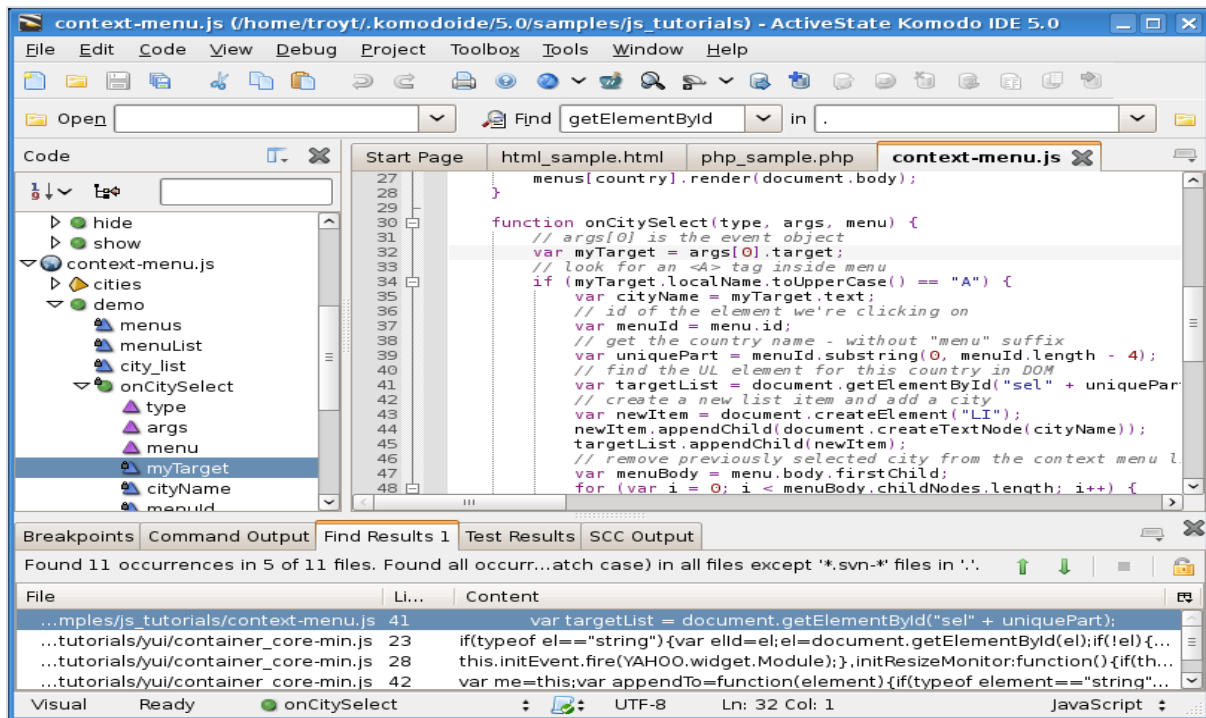 context-menu.js (/home/troyt/.komodoide/5.0/samples/js_tutorials) - ActiveState Komodo IDE 5.0
File Edit Code View Debug Project Toolbox Tools Window Help
Open Find getElementById in .
Code
Start Page html_sample.html php_sample.php context-menu.js
hide
show
context-menu.js
cities
demo
menus
menuList
city_list
onCitySelect
type
args
menu
myTarget
cityName
menuId
27 menus[country].render(document.body);
28 }
29
30 function onCitySelect(type, args, menu) {
31 // args[0] is the event object
32 var myTarget = args[0].target;
33 // look for an <A> tag inside menu
34 if (myTarget.localName.toUpperCase() == "A") {
35 var cityName = myTarget.text;
36 // id of the element we're clicking on
37 var menuId = menu.id;
38 // get the country name - without "menu" suffix
39 var uniquePart = menuId.substring(0, menuId.length - 4);
40 // find the UL element for this country in DOM
41 var targetList = document.getElementById("sel" + uniquePar
42 // create a new list item and add a city
43 var newItem = document.createElement("LI");
44 newItem.appendChild(document.createTextNode(cityName));
45 targetList.appendChild(newItem);
46 // remove previously selected city from the context menu l
47 var menuBody = menu.body.firstChild;
48 for (var i = 0; i < menuBody.childNodes.length; i++) {
Breakpoints Command Output Find Results 1 Test Results SCC Output
Found 11 occurrences in 5 of 11 files. Found all occurr...atch case) in all files except '*.svn-*' files in '.'.
File Li... Content
...mples/js_tutorials/context-menu.js 41 var targetList = document.getElementById("sel" + uniquePart);
...tutorials/yui/container_core-min.js 23 if(typeof el=="string"){var elId=el;el=document.getElementById(el);if(!el){...
...tutorials/yui/container_core-min.js 28 this.initEvent.fire(YAHOO.widget.Module);},initResizeMonitor:function(){if(th...
...tutorials/yui/container_core-min.js 42 var me=this;var appendTo=function(element){if(typeof element=="string"...
Visual Ready onCitySelect UTF-8 Ln: 32 Col: 1 JavaScript